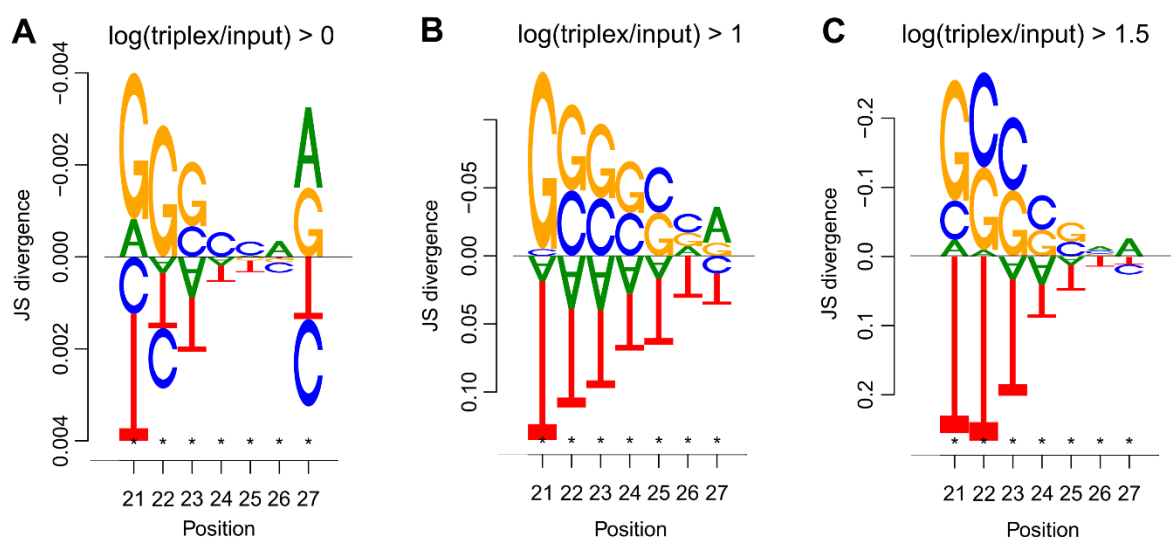 A log(triplex/input) > 0
JS divergence
-0.004
-0.002
0.000
0.002
0.004
G G G C C A A
A A C T T T G
C T A T C C T
T C T C
* * * * * * *
21 22 23 24 25 26 27
Position
B log(triplex/input) > 1
JS divergence
-0.05
0.00
0.05
0.10
G G G G C C A
C C C C G G G
A A A A A A C
T T T T T T T
* * * * * * *
21 22 23 24 25 26 27
Position
C log(triplex/input) > 1.5
JS divergence
-0.2
-0.1
0.0
0.1
0.2
G C C C G A
C G G G C C
A A A A A T
T T T T T
* * * * * * *
21 22 23 24 25 26 27
Position